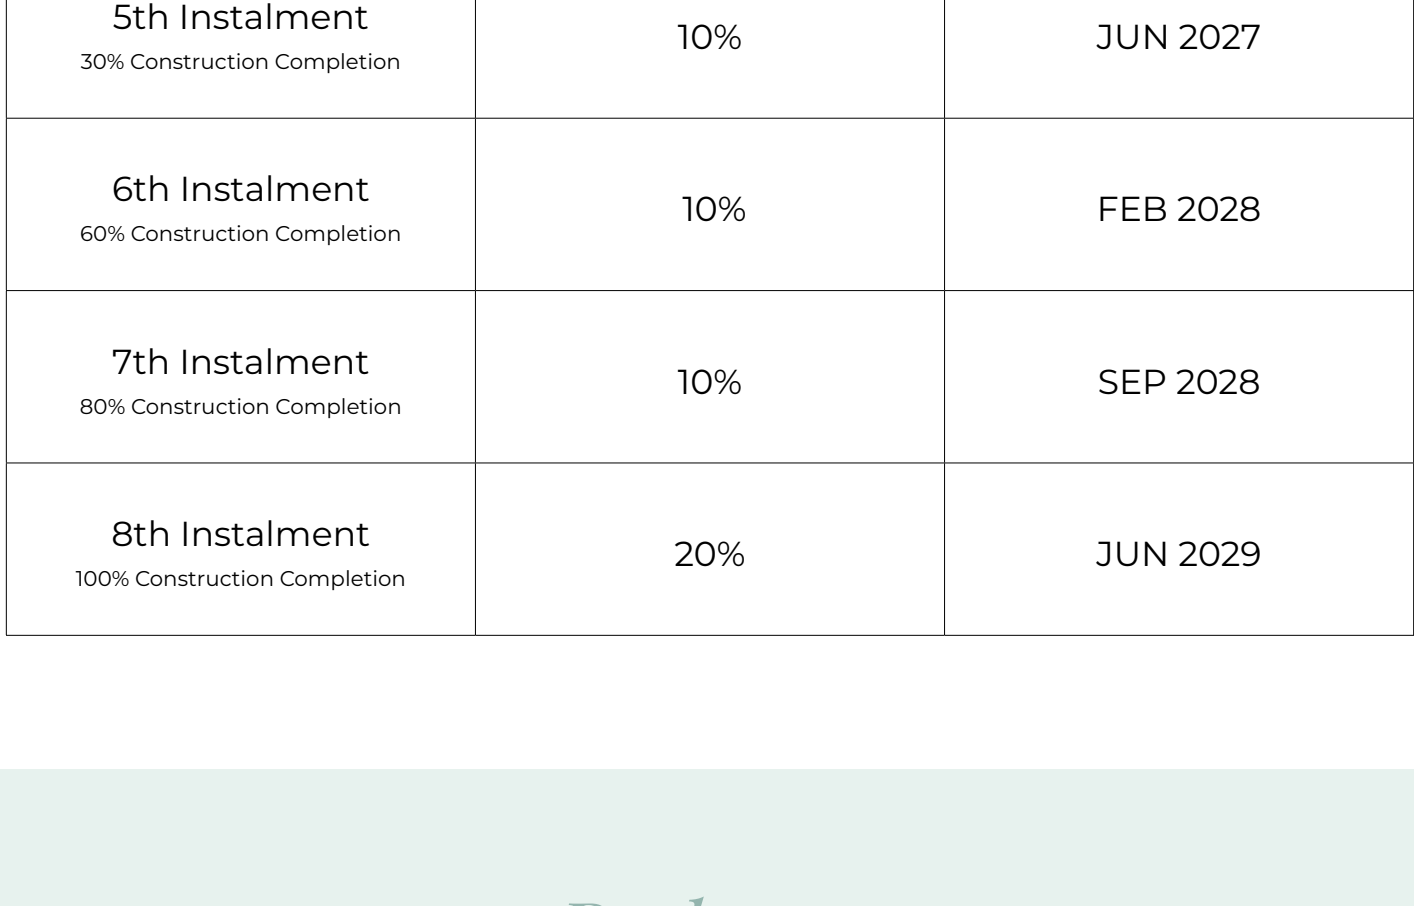 5th Instalment
30% Construction Completion
10%
JUN 2027
6th Instalment
60% Construction Completion
10%
FEB 2028
7th Instalment
80% Construction Completion
10%
SEP 2028
8th Instalment
100% Construction Completion
20%
JUN 2029